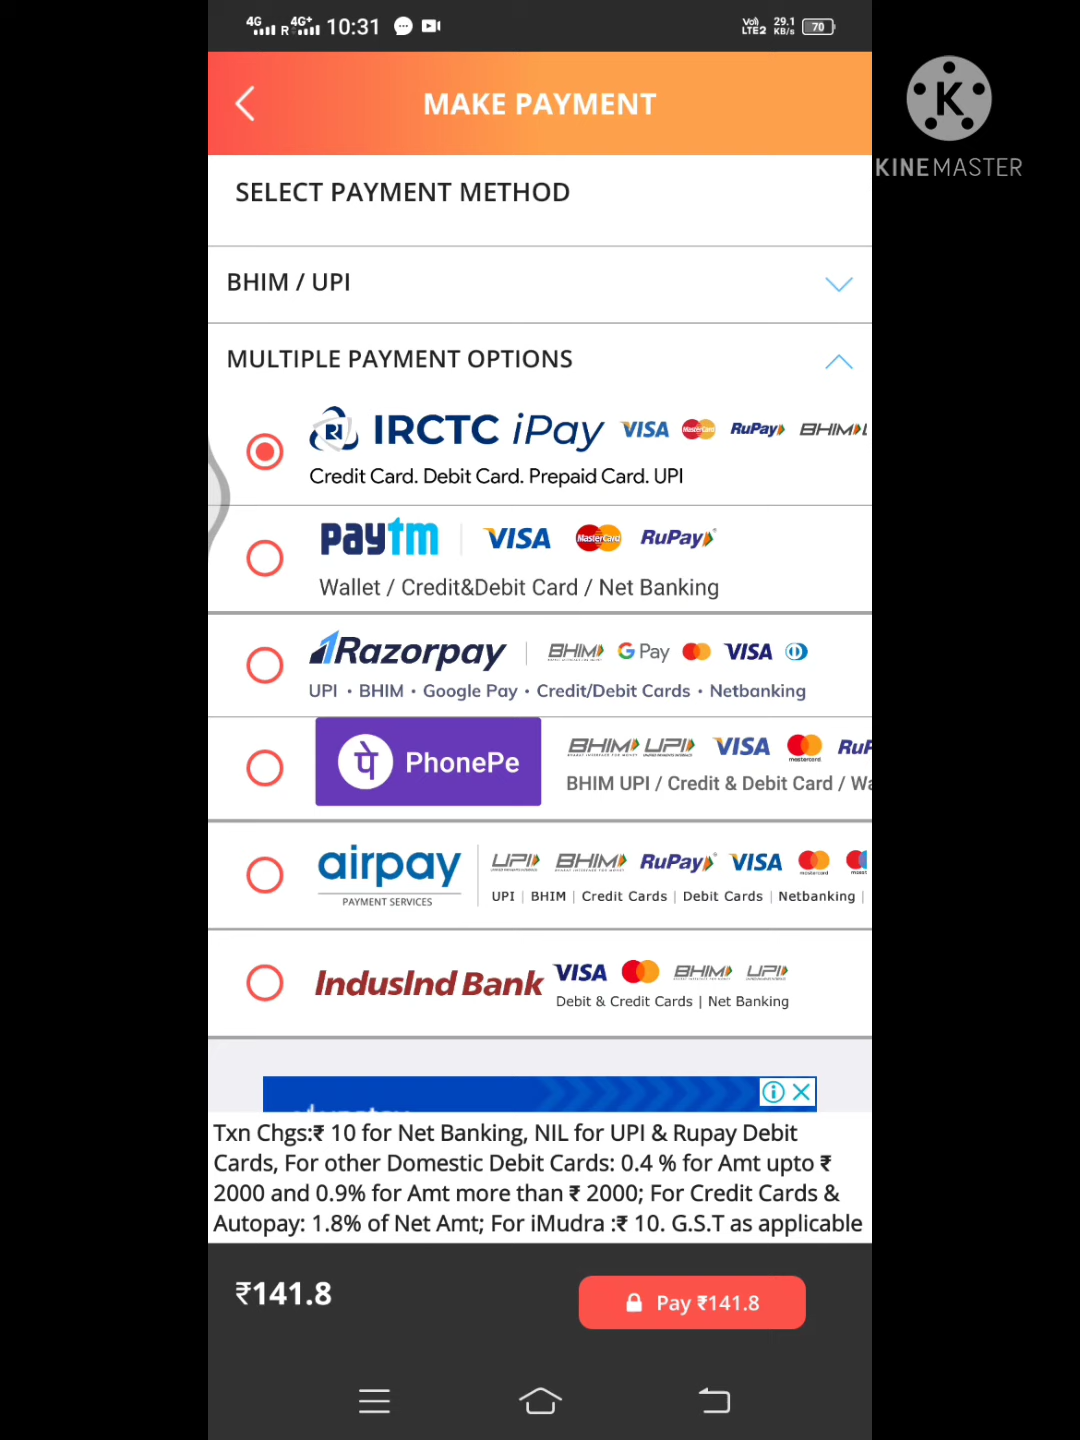 4G R 4G+ 10:31 VoI) LTE2 29.1 KB/s 70
K
KINEMASTER
MAKE PAYMENT
SELECT PAYMENT METHOD
BHIM / UPI
MULTIPLE PAYMENT OPTIONS
IRCTC iPay VISA MasterCard RuPay BHIM
Credit Card. Debit Card. Prepaid Card. UPI
Paytm VISA MasterCard RuPay
Wallet / Credit&Debit Card / Net Banking
Razorpay BHIM G Pay VISA
UPI · BHIM · Google Pay · Credit/Debit Cards · Netbanking
पे PhonePe BHIM UPI VISA mastercard RuP
BHIM UPI / Credit & Debit Card / Wa
airpay UPI BHIM RuPay VISA mastercard
PAYMENT SERVICES UPI | BHIM | Credit Cards | Debit Cards | Netbanking |
IndusInd Bank VISA BHIM UPI
Debit & Credit Cards | Net Banking
Txn Chgs:₹ 10 for Net Banking, NIL for UPI & Rupay Debit
Cards, For other Domestic Debit Cards: 0.4 % for Amt upto ₹
2000 and 0.9% for Amt more than ₹ 2000; For Credit Cards &
Autopay: 1.8% of Net Amt; For iMudra :₹ 10. G.S.T as applicable
₹141.8 Pay ₹141.8